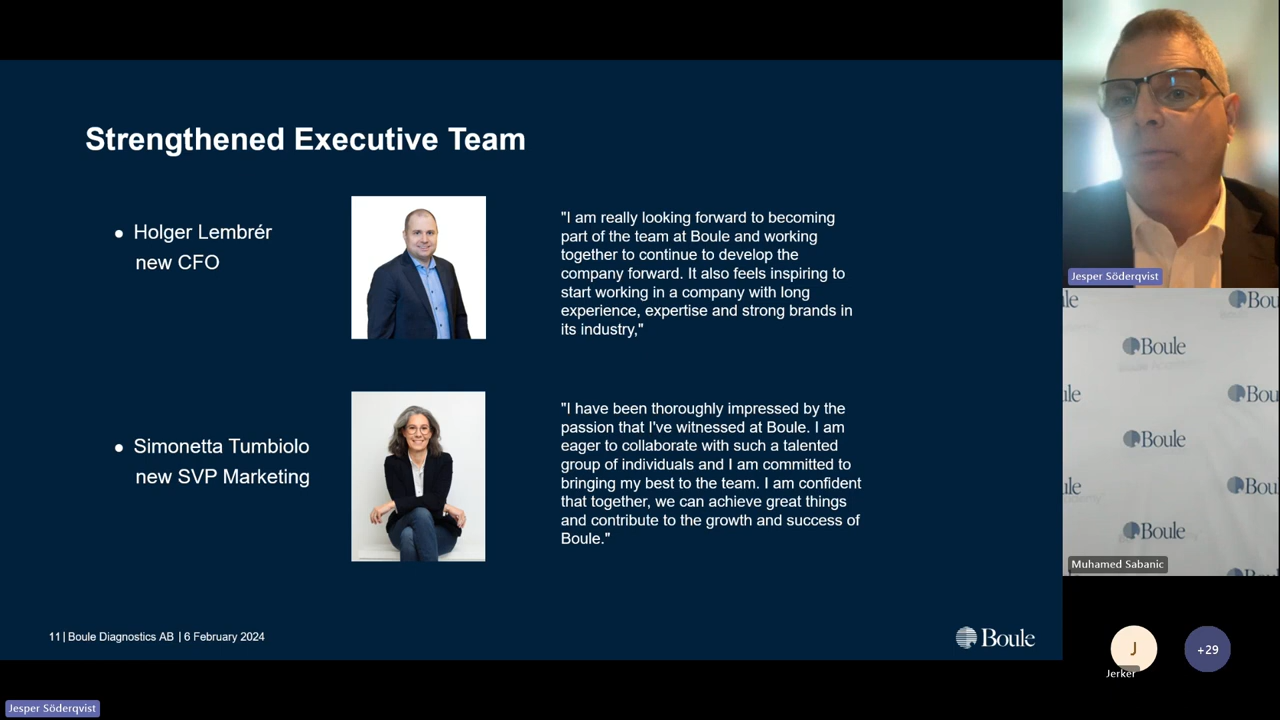 Strengthened Executive Team
● Holger Lembrér
new CFO
"I am really looking forward to becoming
part of the team at Boule and working
together to continue to develop the
company forward. It also feels inspiring to
start working in a company with long
experience, expertise and strong brands in
its industry,"
● Simonetta Tumbiolo
new SVP Marketing
"I have been thoroughly impressed by the
passion that I've witnessed at Boule. I am
eager to collaborate with such a talented
group of individuals and I am committed to
bringing my best to the team. I am confident
that together, we can achieve great things
and contribute to the growth and success of
Boule."
11| Boule Diagnostics AB | 6 February 2024
Boule
Jesper Söderqvist
Jesper Söderqvist
le
Bou
Boule
le
Bou
Boule
le
Bou
Boule
Muhamed Sabanic
J
Jerker
+29